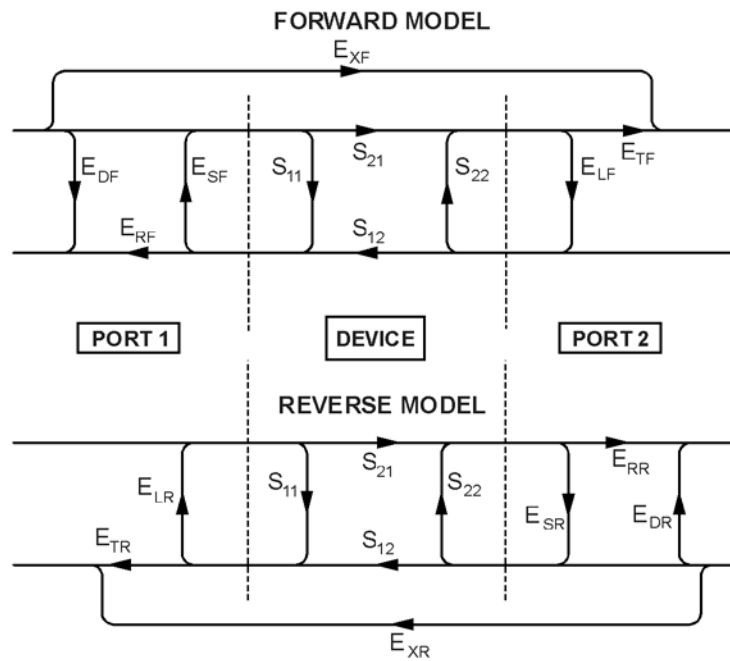 FORWARD MODEL
E_XF
E_DF
E_SF
S_11
S_21
S_22
E_LF
E_TF
E_RF
S_12
PORT 1
DEVICE
PORT 2
REVERSE MODEL
S_21
E_RR
E_LR
S_11
S_22
E_SR
E_DR
E_TR
S_12
E_XR